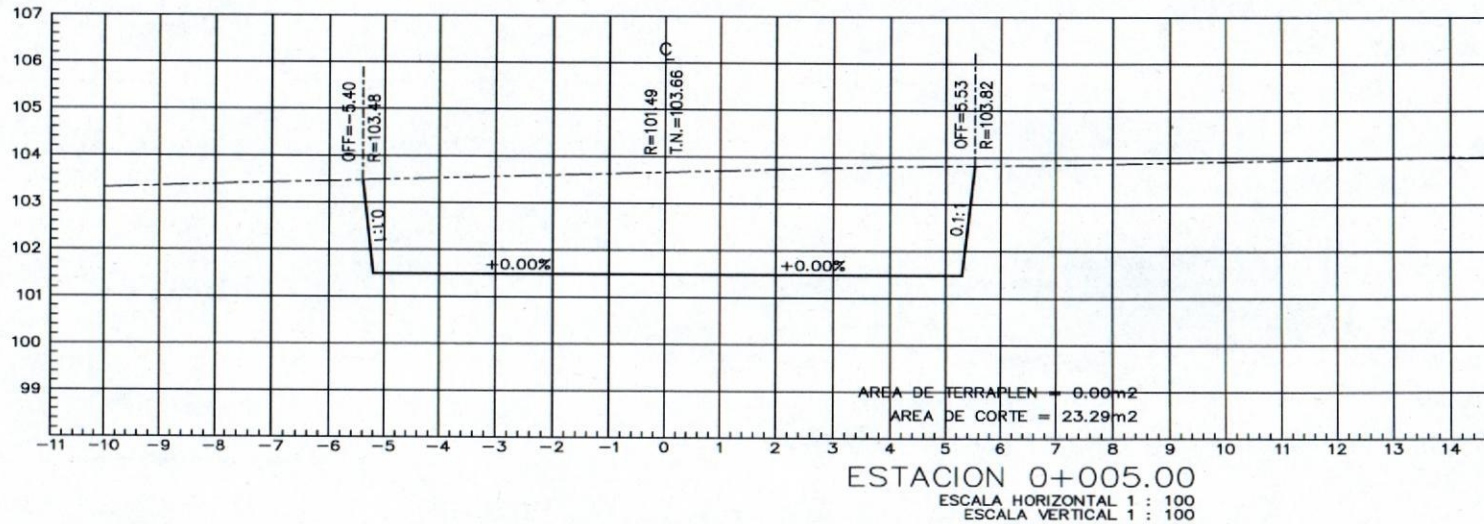 107
106
105
104
103
102
101
100
99
OFF=-5.40
R=103.48
C
R=101.49
T.N.=103.66
OFF=5.53
R=103.82
0.1:1
+0.00%
+0.00%
0.1:1
AREA DE TERRAPLEN = 0.00m2
AREA DE CORTE = 23.29m2
-11 -10 -9 -8 -7 -6 -5 -4 -3 -2 -1 0 1 2 3 4 5 6 7 8 9 10 11 12 13 14
ESTACION 0+005.00
ESCALA HORIZONTAL 1 : 100
ESCALA VERTICAL 1 : 100